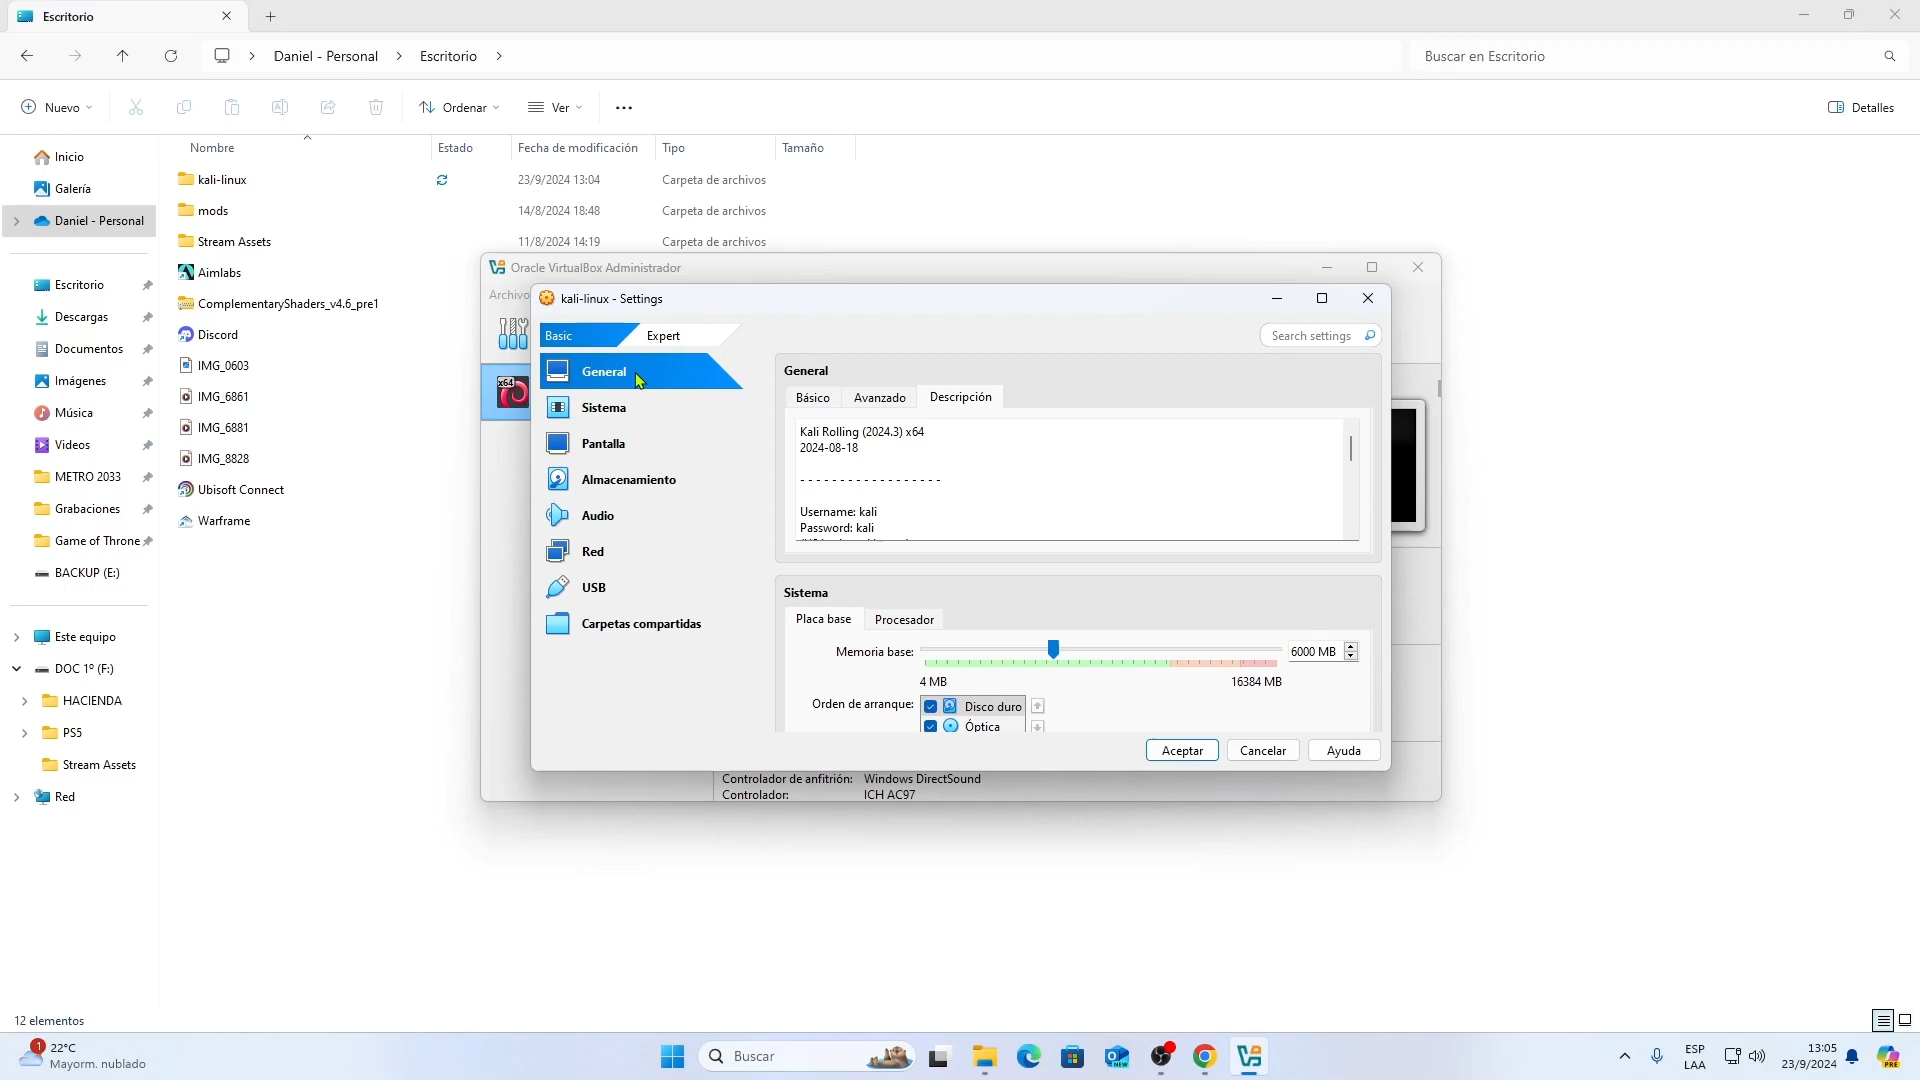 Escritorio
Daniel - Personal
Escritorio
Buscar en Escritorio
Nuevo
Ordenar
Ver
Detalles
Nombre
Estado
Fecha de modificación
Tipo
Tamaño
Inicio
Galería
Daniel - Personal
Escritorio
Descargas
Documentos
Imágenes
Música
Videos
METRO 2033
Grabaciones
Game of Throne
BACKUP (E:)
Este equipo
DOC 1º (F:)
HACIENDA
PS5
Stream Assets
Red
kali-linux 23/9/2024 13:04 Carpeta de archivos
mods 14/8/2024 18:48 Carpeta de archivos
Stream Assets 11/8/2024 14:19 Carpeta de archivos
Aimlabs
ComplementaryShaders_v4.6_pre1
Discord
IMG_0603
IMG_6861
IMG_6881
IMG_8828
Ubisoft Connect
Warframe
Oracle VirtualBox Administrador
Archivo
x64
kali-linux - Settings
Basic
Expert
Search settings
General
Sistema
Pantalla
Almacenamiento
Audio
Red
USB
Carpetas compartidas
General
Básico
Avanzado
Descripción
Kali Rolling (2024.3) x64
2024-08-18
- - - - - - - - - - - - - - - - - -
Username: kali
Password: kali
Sistema
Placa base
Procesador
Memoria base:
6000 MB
4 MB
16384 MB
Orden de arranque:
Disco duro
Óptica
Aceptar
Cancelar
Ayuda
Controlador de anfitrión: Windows DirectSound
Controlador: ICH AC97
12 elementos
1
22°C
Mayorm. nublado
Buscar
NEW
ESP
LAA
13:05
23/9/2024
PRE